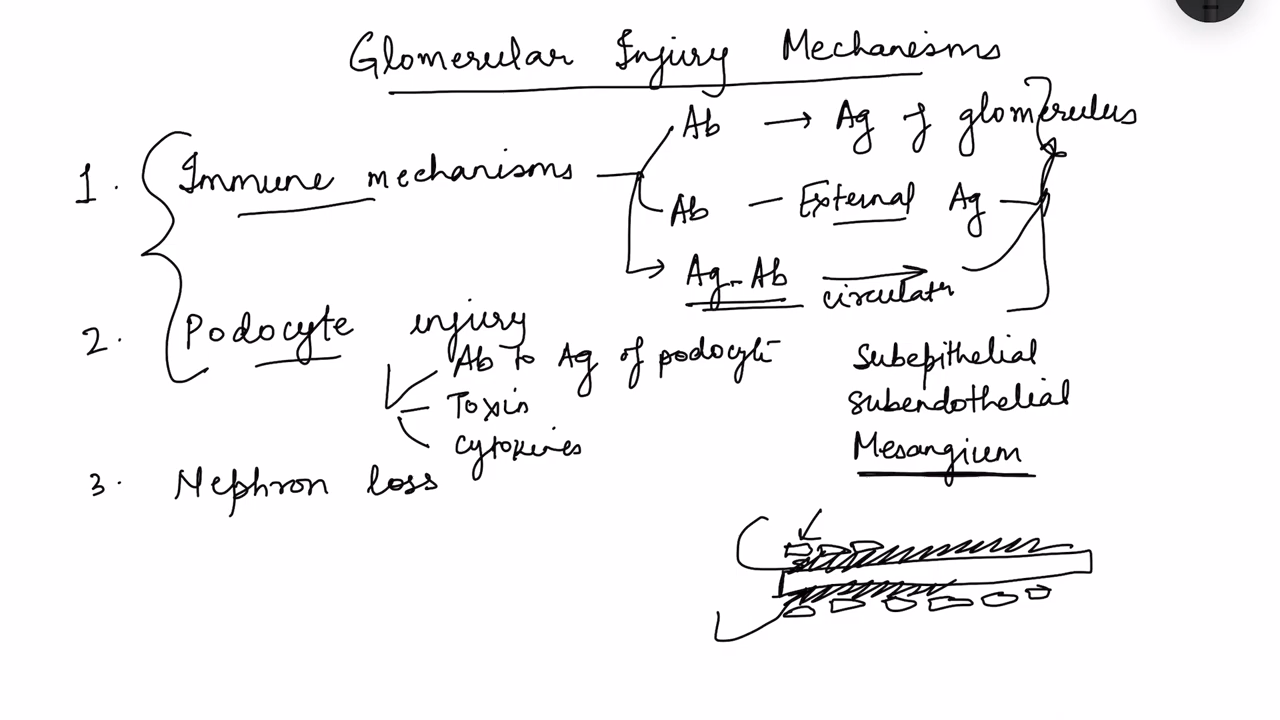 Glomerular Injury Mechanisms
1. Immune mechanisms
Ab → Ag of glomerulus
Ab — External Ag
Ag-Ab circulatn
2. Podocyte injury
Ab to Ag of podocyte
Toxin
Cytokines
3. Nephron loss
Subepithelial
Subendothelial
Mesangium